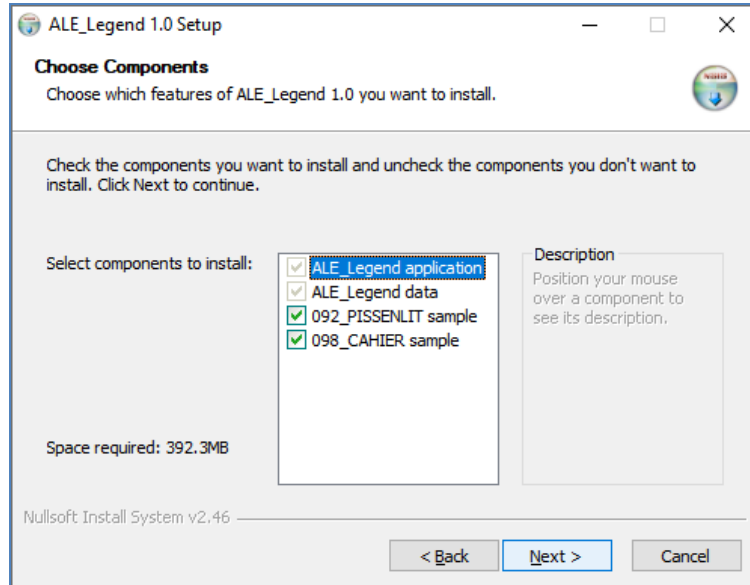 ALE_Legend 1.0 Setup
Choose Components
Choose which features of ALE_Legend 1.0 you want to install.
Check the components you want to install and uncheck the components you don't want to
install. Click Next to continue.
Select components to install:
ALE_Legend application
ALE_Legend data
092_PISSENLIT sample
098_CAHIER sample
Description
Position your mouse
over a component to
see its description.
Space required: 392.3MB
Nullsoft Install System v2.46
< Back
Next >
Cancel